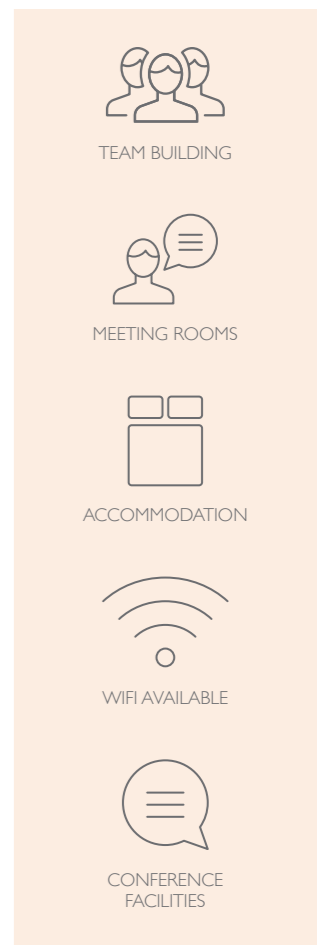 TEAM BUILDING
MEETING ROOMS
ACCOMMODATION
WIFI AVAILABLE
CONFERENCE
FACILITIES